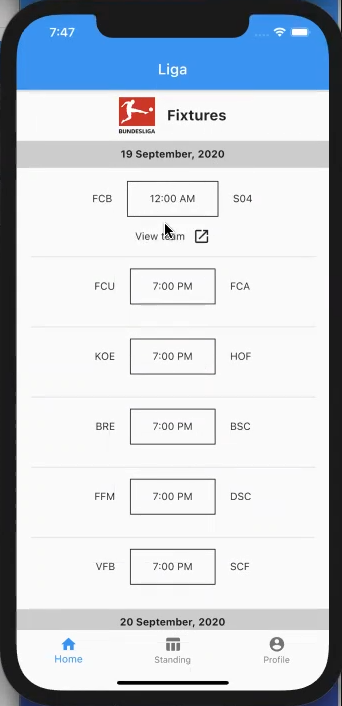 7:47
Liga
BUNDESLIGA
Fixtures
19 September, 2020
FCB 12:00 AM S04
View team
FCU 7:00 PM FCA
KOE 7:00 PM HOF
BRE 7:00 PM BSC
FFM 7:00 PM DSC
VFB 7:00 PM SCF
20 September, 2020
Home Standing Profile